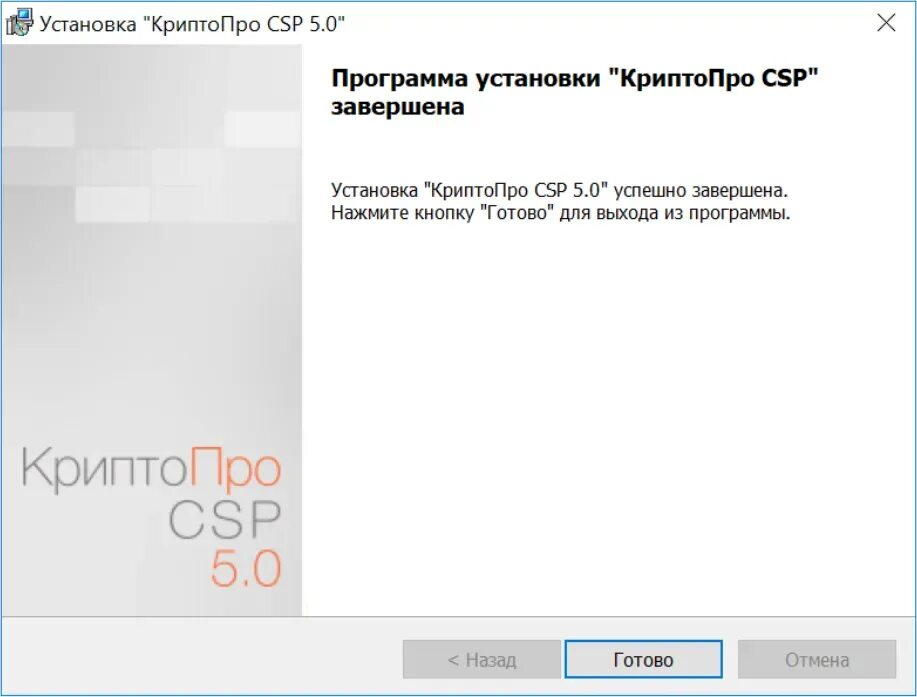 Установка "КриптоПро CSP 5.0"
Программа установки "КриптоПро CSP"
завершена
Установка "КриптоПро CSP 5.0" успешно завершена.
Нажмите кнопку "Готово" для выхода из программы.
КриптоПро
CSP
5.0
< Назад
Готово
Отмена